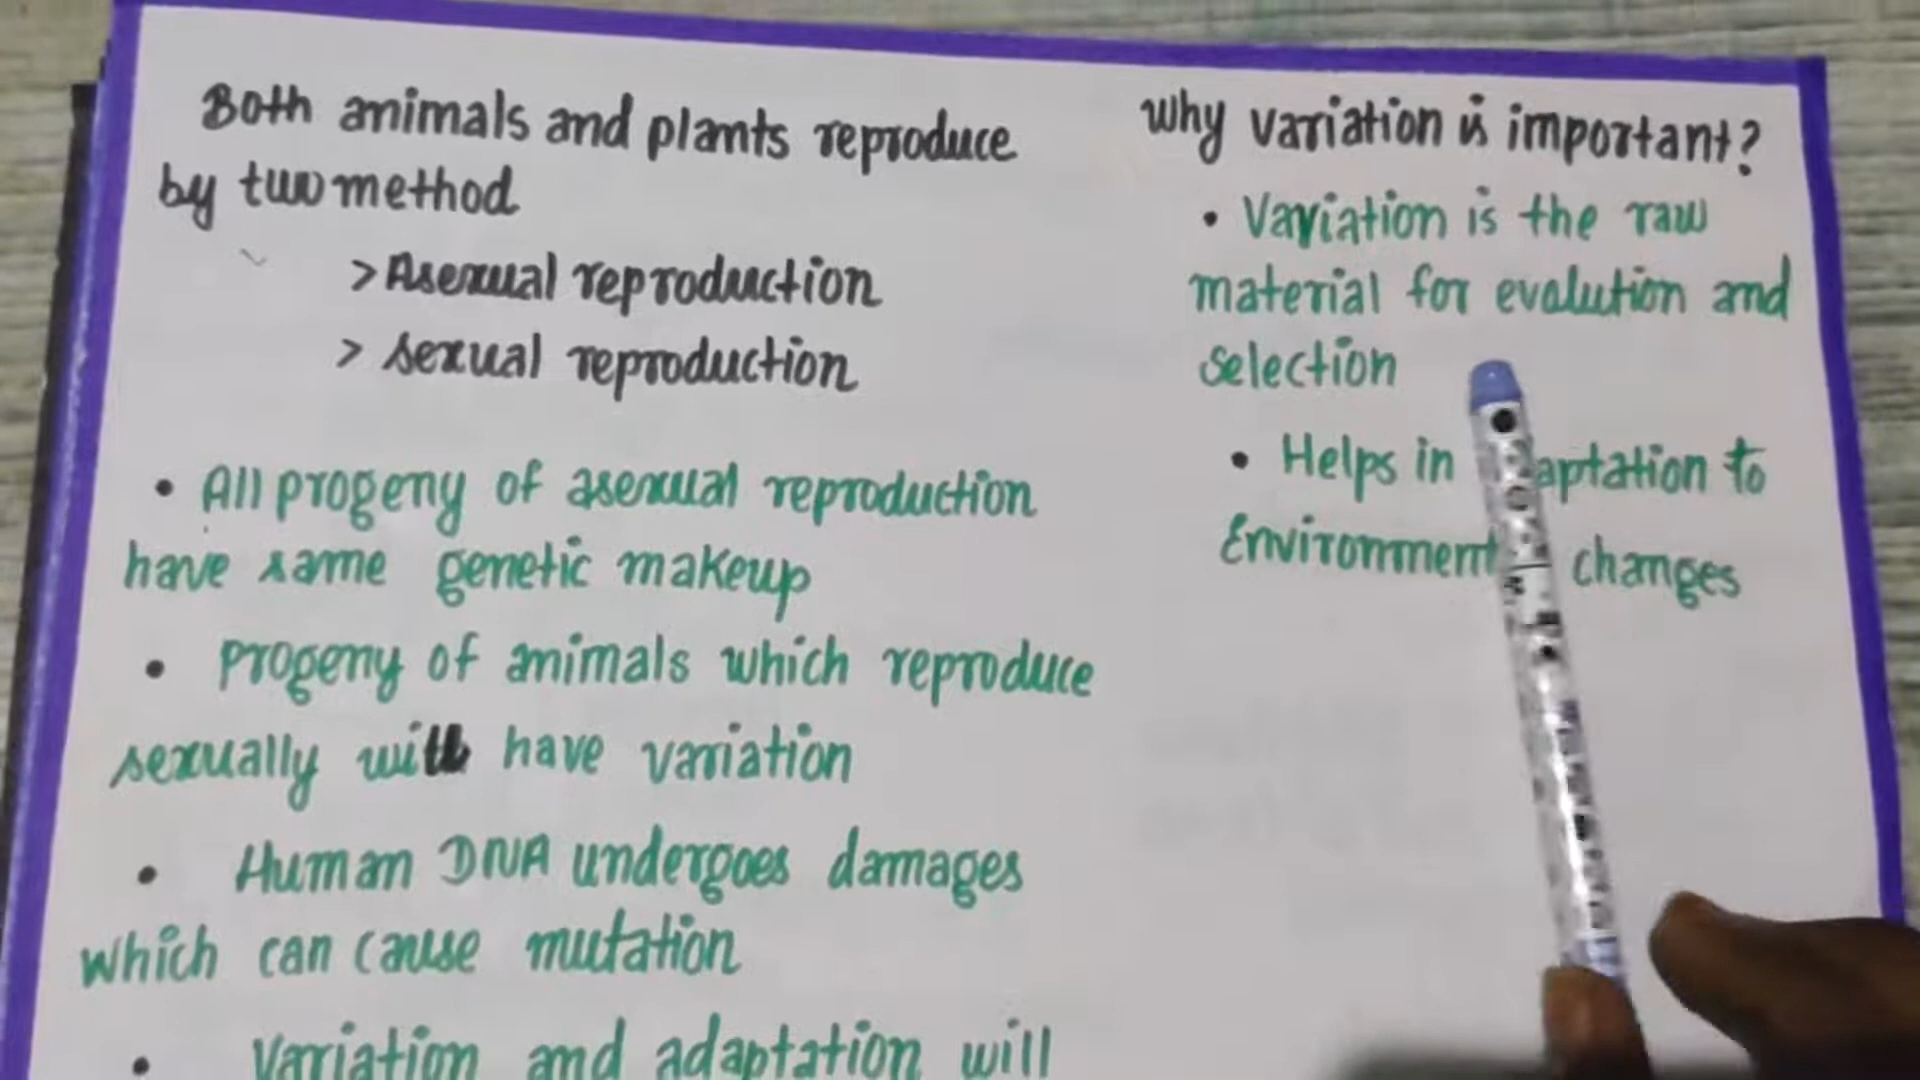 Both animals and plants reproduce
by two method
> Asexual reproduction
> sexual reproduction
• All progeny of asexual reproduction
have same genetic makeup
• Progeny of animals which reproduce
sexually will have variation
• Human DNA undergoes damages
which can cause mutation
• Variation and adaptation will
why variation is important?
• Variation is the raw
material for evolution and
selection
• Helps in aptation to
Environment changes